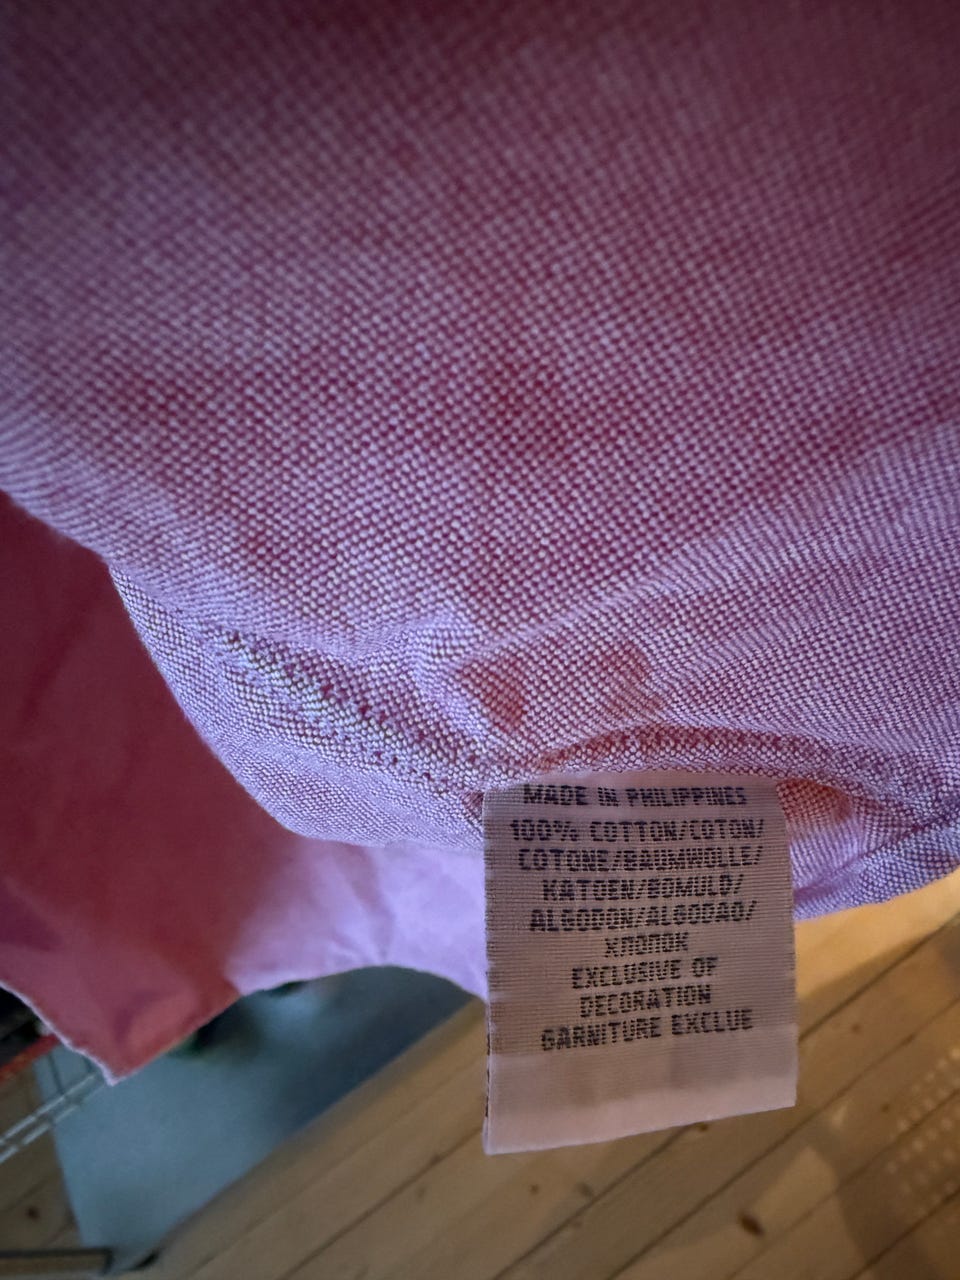 MADE IN PHILIPPINES
100% COTTON/COTON/
COTONE/BAUMWOLLE/
KATOEN/BOMULD/
ALGODON/ALGODAO/
ХЛОПОК
EXCLUSIVE OF
DECORATION
GARNITURE EXCLUE